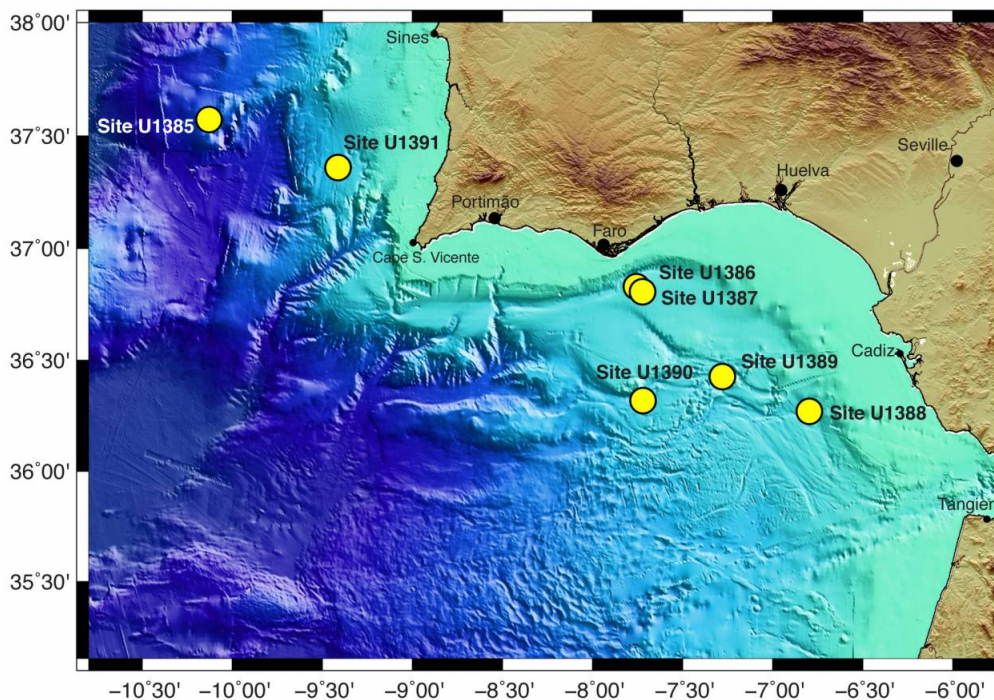 38°00'
Sines
37°30'
Site U1385
Site U1391
Seville
Huelva
Portimão
Faro
37°00'
Cape S. Vicente
Site U1386
Site U1387
36°30'
Site U1390
Site U1389
Cadiz
Site U1388
36°00'
Tangier
35°30'
−10°30' −10°00' −9°30' −9°00' −8°30' −8°00' −7°30' −7°00' −6°30' −6°00'